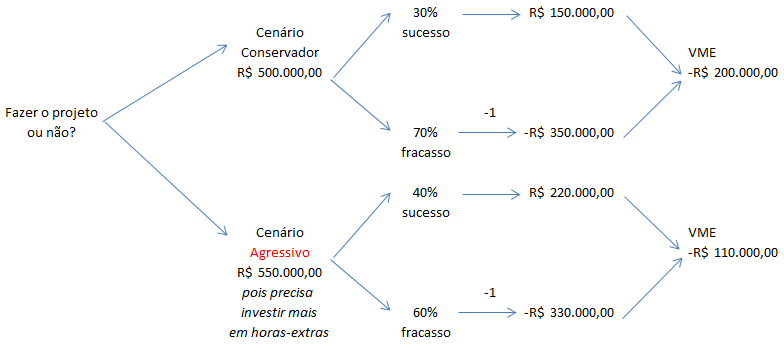 Fazer o projeto
ou não?
Cenário
Conservador
R$ 500.000,00
30%
sucesso
R$ 150.000,00
70%
fracasso
-1
-R$ 350.000,00
VME
-R$ 200.000,00
Cenário
Agressivo
R$ 550.000,00
pois precisa
investir mais
em horas-extras
40%
sucesso
R$ 220.000,00
60%
fracasso
-1
-R$ 330.000,00
VME
-R$ 110.000,00